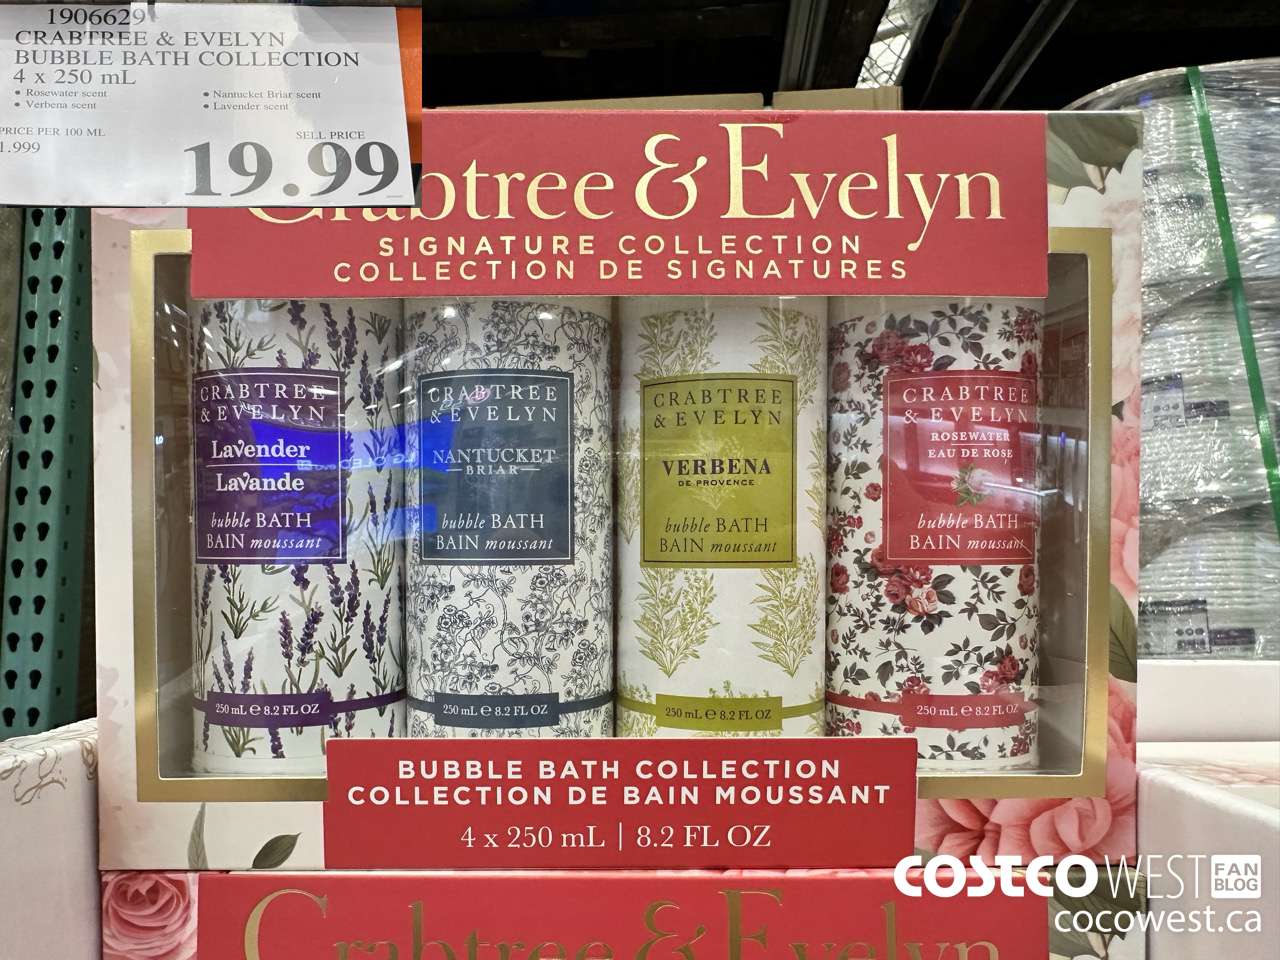 1906629
CRABTREE & EVELYN
BUBBLE BATH COLLECTION
4 x 250 mL
• Rosewater scent
• Verbena scent
• Nantucket Briar scent
• Lavender scent
PRICE PER 100 ML
1.999
SELL PRICE
19.99
Crabtree & Evelyn
SIGNATURE COLLECTION
COLLECTION DE SIGNATURES
CRABTREE
& EVELYN
Lavender
Lavande
bubble BATH
BAIN moussant
250 mL ℮ 8.2 FL OZ
CRABTREE
& EVELYN
NANTUCKET
BRIAR
bubble BATH
BAIN moussant
250 mL ℮ 8.2 FL OZ
CRABTREE
& EVELYN
VERBENA
DE PROVENCE
bubble BATH
BAIN moussant
250 mL ℮ 8.2 FL OZ
CRABTREE
& EVELYN
ROSEWATER
EAU DE ROSE
bubble BATH
BAIN moussant
250 mL ℮ 8.2 FL OZ
BUBBLE BATH COLLECTION
COLLECTION DE BAIN MOUSSANT
4 x 250 mL | 8.2 FL OZ
Crabtree & Evelyn
COSTCO WEST FAN BLOG
cocowest.ca